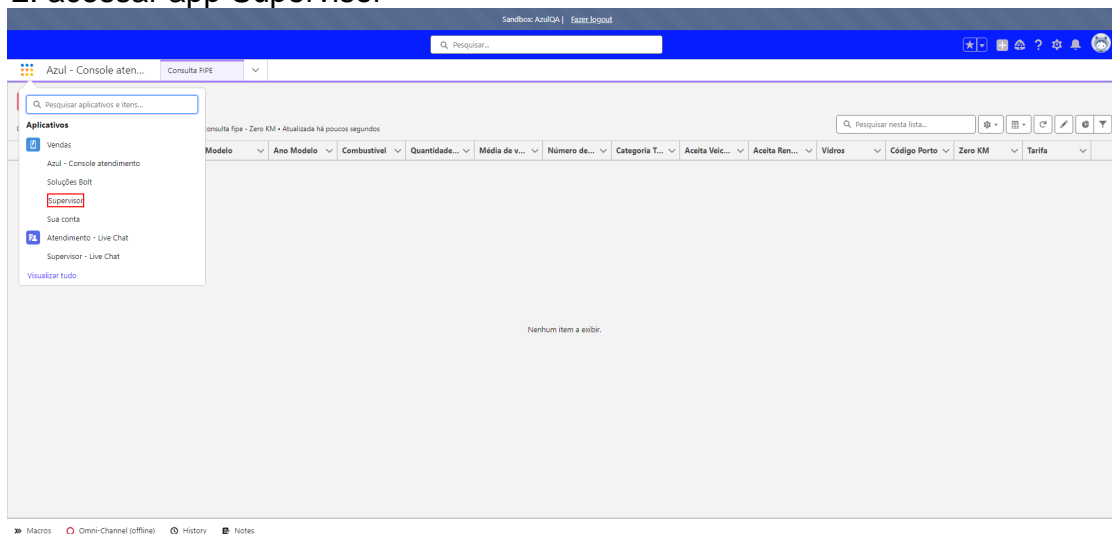 2. acessar app Supervisor
Sandbox: AzulQA | Fazer logout
Pesquisar...
Azul - Console aten...
Consulta FIPE
Pesquisar aplicativos e itens...
Aplicativos
Vendas
Azul - Console atendimento
Soluções Bolt
Supervisor
Sua conta
Atendimento - Live Chat
Supervisor - Live Chat
Visualizar tudo
consulta fipe - Zero KM • Atualizada há poucos segundos
Pesquisar nesta lista...
Modelo
Ano Modelo
Combustível
Quantidade...
Média de v...
Número de...
Categoria T...
Aceita Veic...
Aceita Ren...
Vidros
Código Porto
Zero KM
Tarifa
Nenhum item a exibir.
Macros
Omni-Channel (offline)
History
Notes